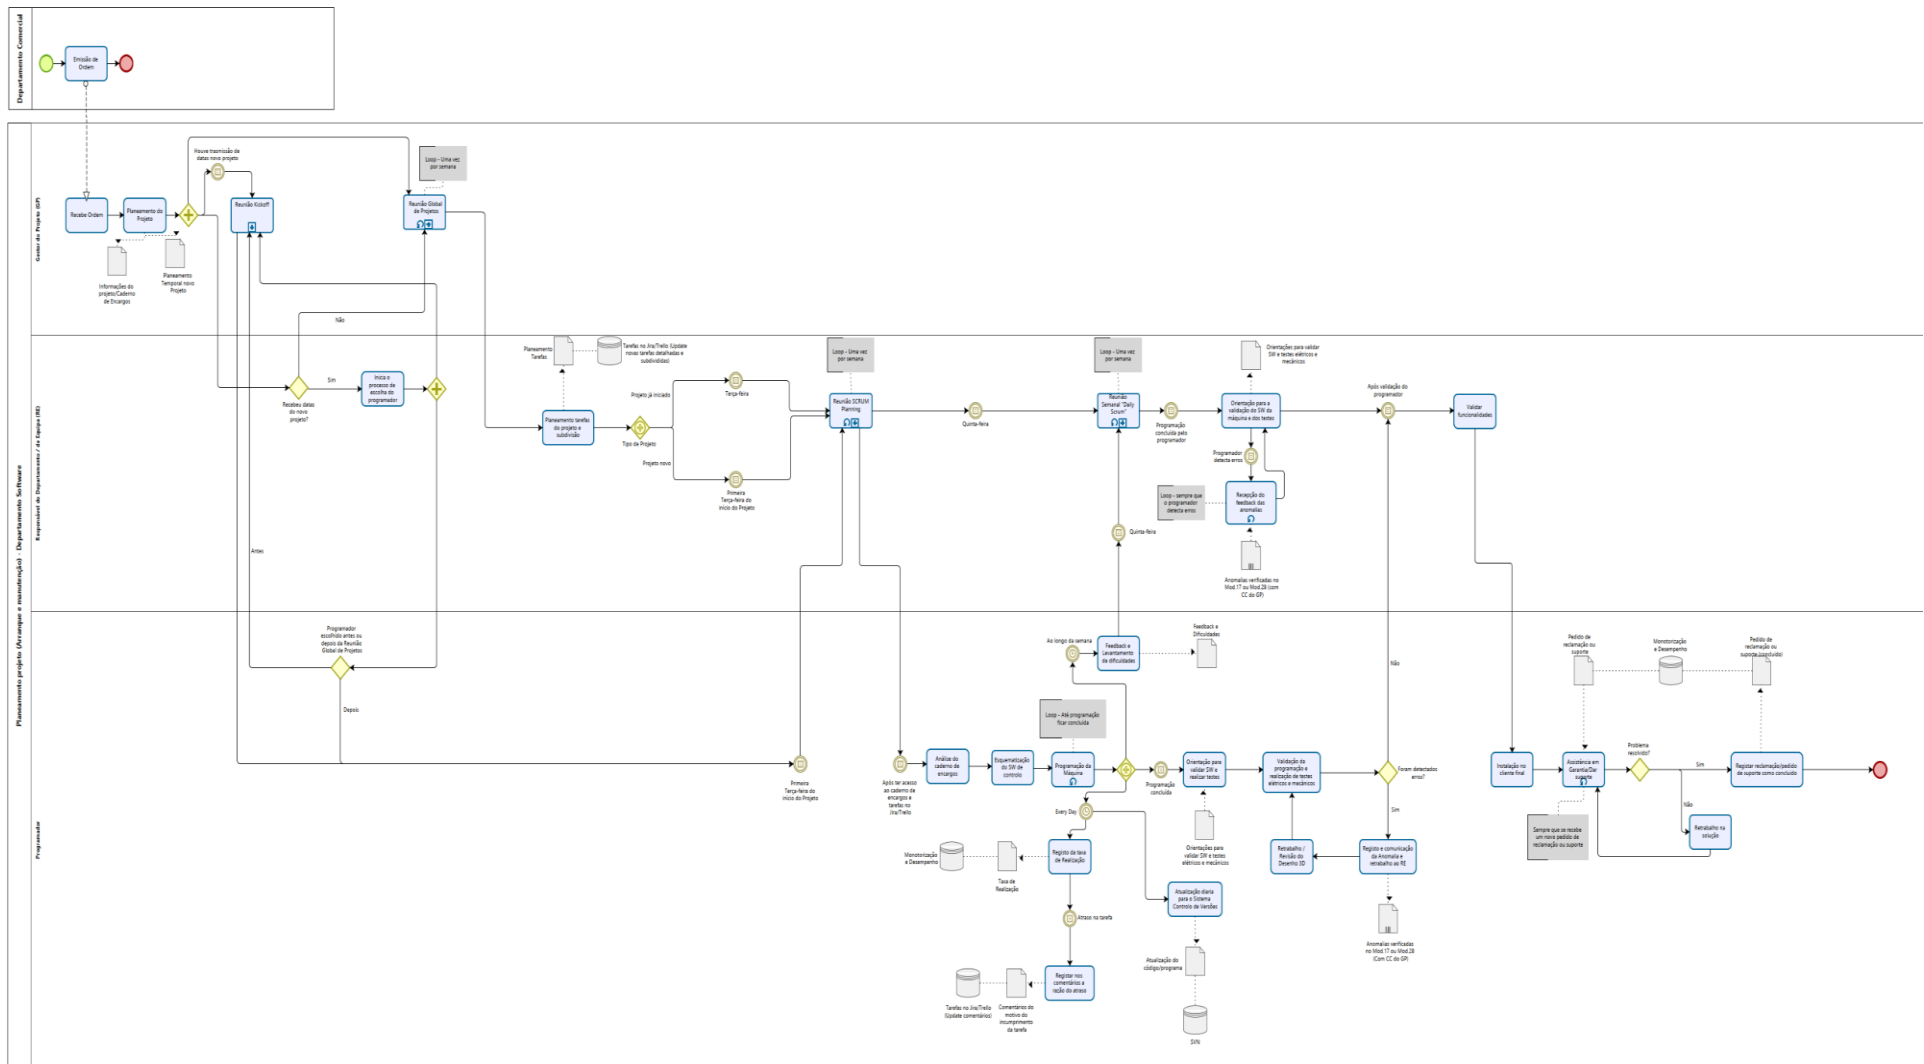 Departamento Comercial
Emissão de
Ordem
Planeamento projeto (Arranque e manutenção) - Departamento Software
Gestor do Projeto (GP)
Houve trasmissão de
datas novo projeto
Loop - Uma vez
por semana
Recebe Ordem
Planeamento do
Projeto
Reunião Kickoff
Reunião Global
de Projetos
Informações do
projeto/Caderno
de Encargos
Planeamento
Temporal novo
Projeto
Não
Responsável de Departamento / de Equipa (RE)
Recebeu datas
do novo
projeto?
Sim
Inicia o
processo de
escolha do
programador
Antes
Planeamento
Tarefas
Tarefas no Jira/Trello (Update
novas tarefas detalhadas e
subdivididas)
Planeamento tarefas
do projeto e
subdivisão
Tipo de Projeto
Projeto já iniciado
Terça-feira
Projeto novo
Primeira
Terça-feira do
início do Projeto
Loop - Uma vez
por semana
Reunião SCRUM
Planning
Quinta-feira
Loop - Uma vez
por semana
Reunião
Semanal "Daily
Scrum"
Quinta-feira
Programação
concluída pelo
programador
Orientações para validar
SW e testes elétricos e
mecânicos
Orientação para a
validação do SW da
máquina e dos testes
Programador
detecta erros
Loop - sempre que
o programador
detecta erros
Recepção do
feedback das
anomalias
Anomalias verificadas no
Mod.17 ou Mod.28 (com
CC do GP)
Após validação do
programador
Validar
funcionalidades
Programador
Programador
escolhido antes ou
depois da Reunião
Global de Projetos
Depois
Primeira
Terça-feira do
início do Projeto
Após ter acesso
ao caderno de
encargos e
tarefas no
Jira/Trello
Análise do
caderno de
encargos
Esquematização
do SW de
controlo
Loop - Até programação
ficar concluída
Programação da
Máquina
Ao longo da semana
Feedback e
Levantamento
de dificuldades
Feedback e
Dificuldades
Programação
concluída
Orientação para
validar SW e
realizar testes
Orientações para
validar SW e testes
elétricos e mecânicos
Validação da
programação e
realização de testes
elétricos e mecânicos
Não
Foram detectados
erros?
Sim
Retrabalho /
Revisão do
Desenho 3D
Registo e comunicação
da Anomalia e
retrabalho ao RE
Anomalias verificadas
no Mod.17 ou Mod.28
(Com CC do GP)
Every Day
Registo da taxa
de Realização
Monotorização
e Desempenho
Taxa de
Realização
Atraso na tarefa
Registar nos
comentários a
razão do atraso
Tarefas no Jira/Trello
(Update comentários)
Comentários do
motivo do
incumprimento
da tarefa
Atualização diaria
para o Sistema
Controlo de Versões
Atualização do
código/programa
SVN
Instalação no
cliente final
Pedido de
reclamação ou
suporte
Monotorização
e Desempenho
Pedido de
reclamação ou
suporte (concluído)
Assistência em
Garantia/Dar
suporte
Problema
resolvido?
Sim
Registar reclamação/pedido
de suporte como concluído
Não
Retrabalho na
solução
Sempre que se recebe
um novo pedido de
reclamação ou suporte